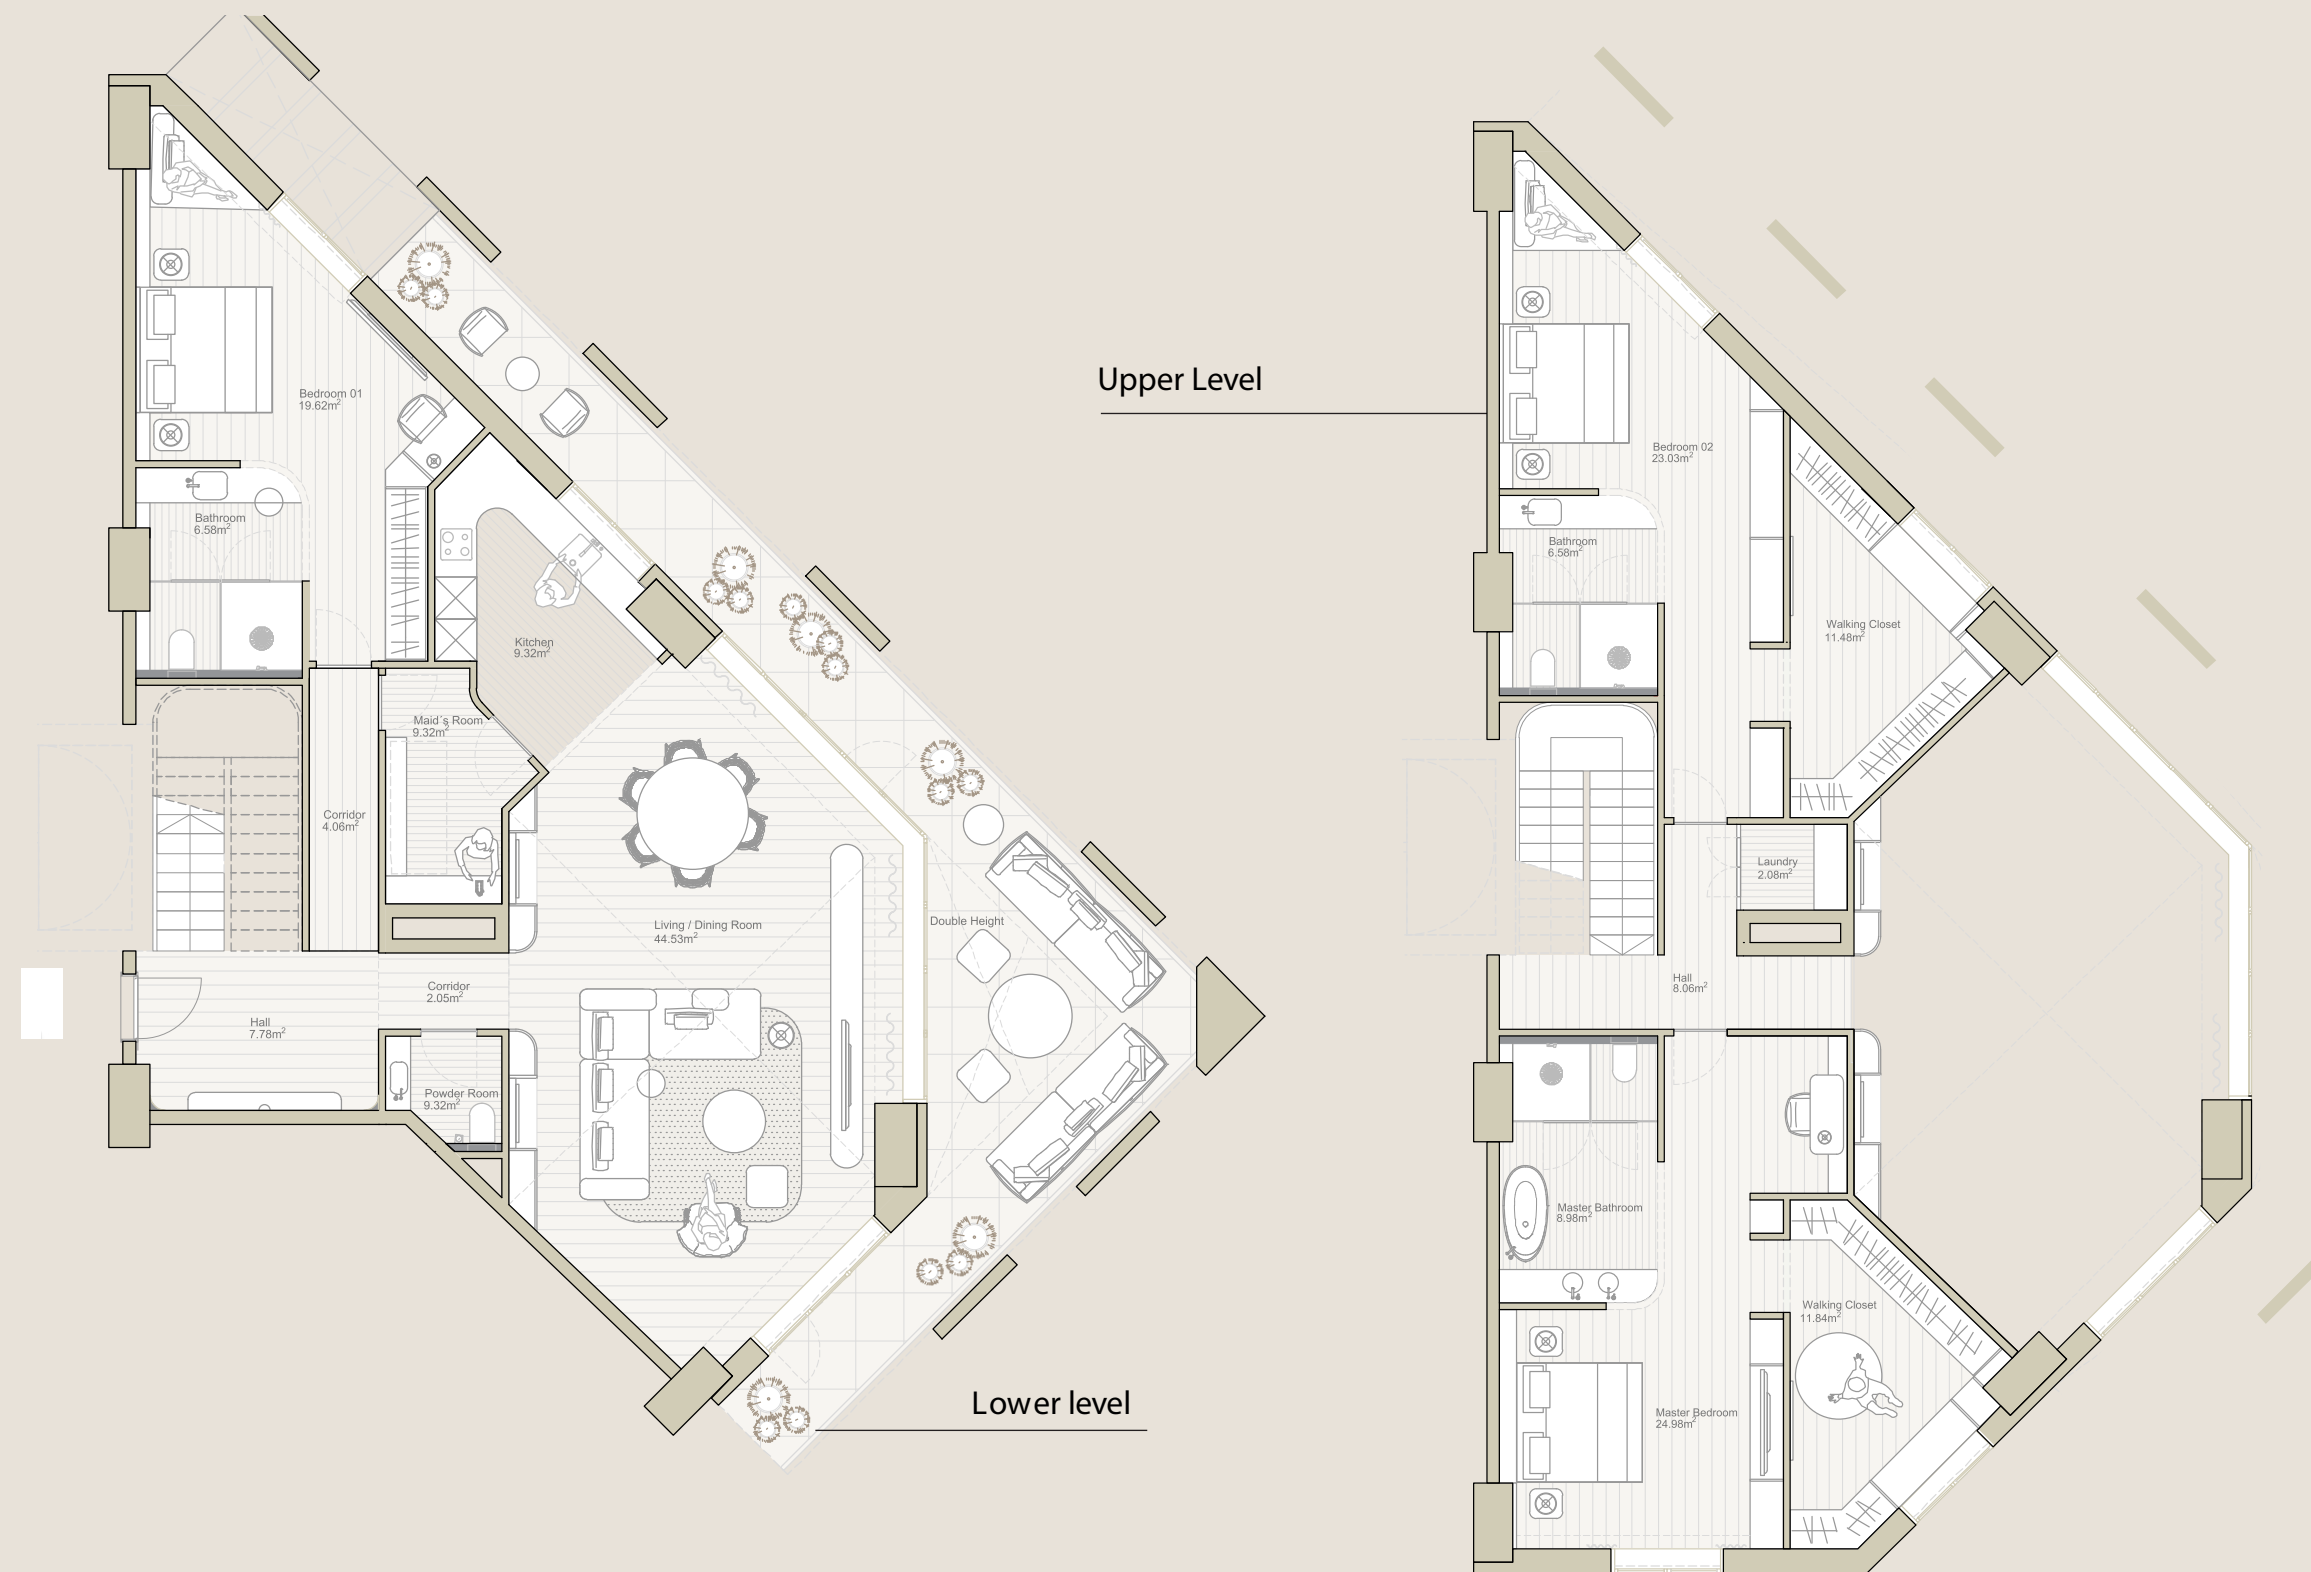 Bedroom 01
19.62m²
Bathroom
6.58m²
Kitchen
9.32m²
Maid´s Room
9.32m²
Corridor
4.06m²
Living / Dining Room
44.53m²
Double Height
Corridor
2.05m²
Hall
7.78m²
Powder Room
9.32m²
Lower level
Upper Level
Bedroom 02
23.03m²
Bathroom
6.58m²
Walking Closet
11.48m²
Laundry
2.08m²
Hall
8.06m²
Master Bathroom
8.98m²
Walking Closet
11.84m²
Master Bedroom
24.98m²